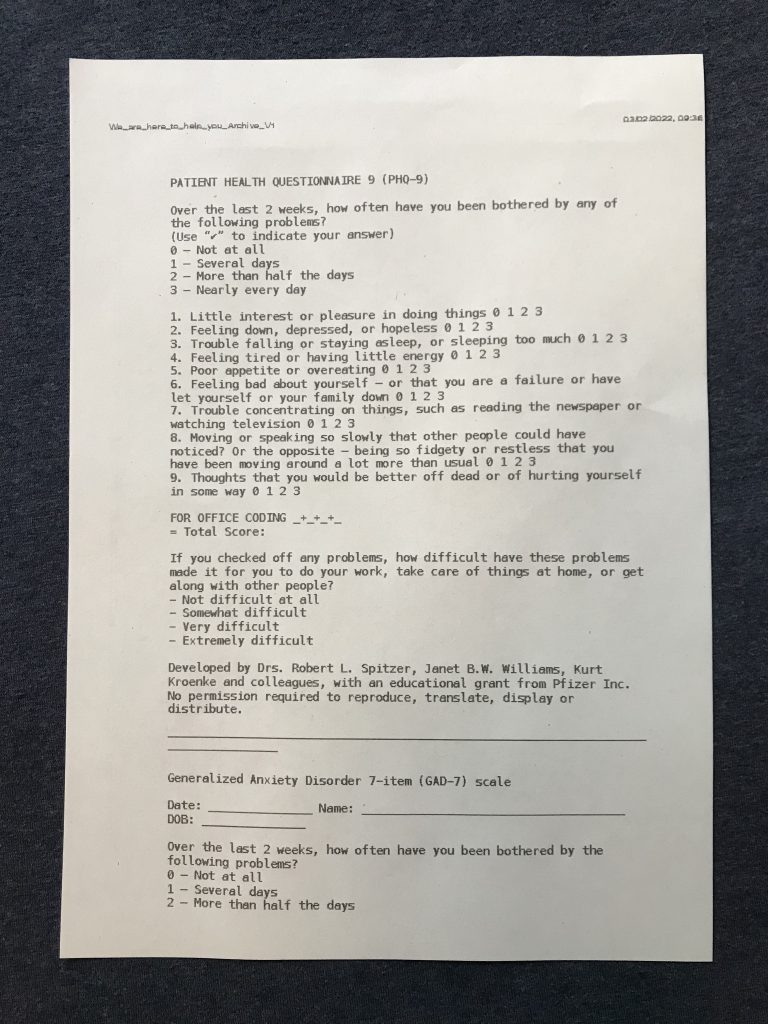 We_are_here_to_help_you_Archive_V1
03/02/2022, 09:36
PATIENT HEALTH QUESTIONNAIRE 9 (PHQ-9)
Over the last 2 weeks, how often have you been bothered by any of
the following problems?
(Use "✔" to indicate your answer)
0 — Not at all
1 — Several days
2 — More than half the days
3 — Nearly every day
1. Little interest or pleasure in doing things 0 1 2 3
2. Feeling down, depressed, or hopeless 0 1 2 3
3. Trouble falling or staying asleep, or sleeping too much 0 1 2 3
4. Feeling tired or having little energy 0 1 2 3
5. Poor appetite or overeating 0 1 2 3
6. Feeling bad about yourself — or that you are a failure or have
let yourself or your family down 0 1 2 3
7. Trouble concentrating on things, such as reading the newspaper or
watching television 0 1 2 3
8. Moving or speaking so slowly that other people could have
noticed? Or the opposite — being so fidgety or restless that you
have been moving around a lot more than usual 0 1 2 3
9. Thoughts that you would be better off dead or of hurting yourself
in some way 0 1 2 3
FOR OFFICE CODING _+_+_+_
= Total Score:
If you checked off any problems, how difficult have these problems
made it for you to do your work, take care of things at home, or get
along with other people?
— Not difficult at all
— Somewhat difficult
— Very difficult
— Extremely difficult
Developed by Drs. Robert L. Spitzer, Janet B.W. Williams, Kurt
Kroenke and colleagues, with an educational grant from Pfizer Inc.
No permission required to reproduce, translate, display or
distribute.
Generalized Anxiety Disorder 7-item (GAD-7) scale
Date: ______________ Name: ___________________________________
DOB: ______________
Over the last 2 weeks, how often have you been bothered by the
following problems?
0 — Not at all
1 — Several days
2 — More than half the days